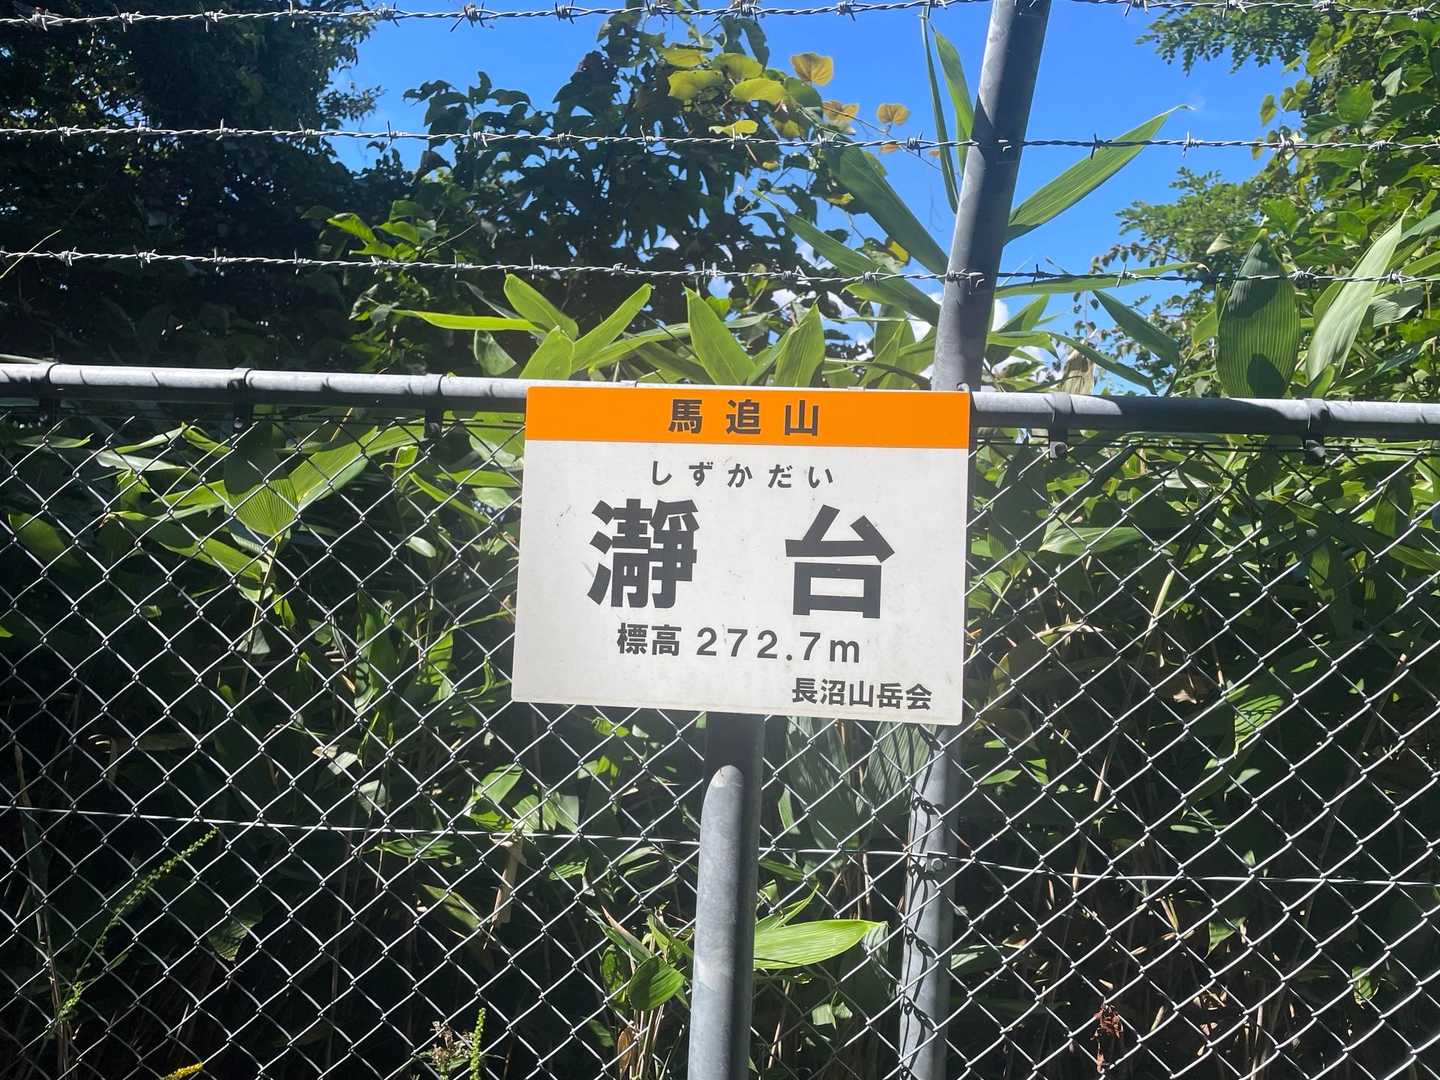 馬追山
しずかだい
瀞台
標高 272.7m
長沼山岳会